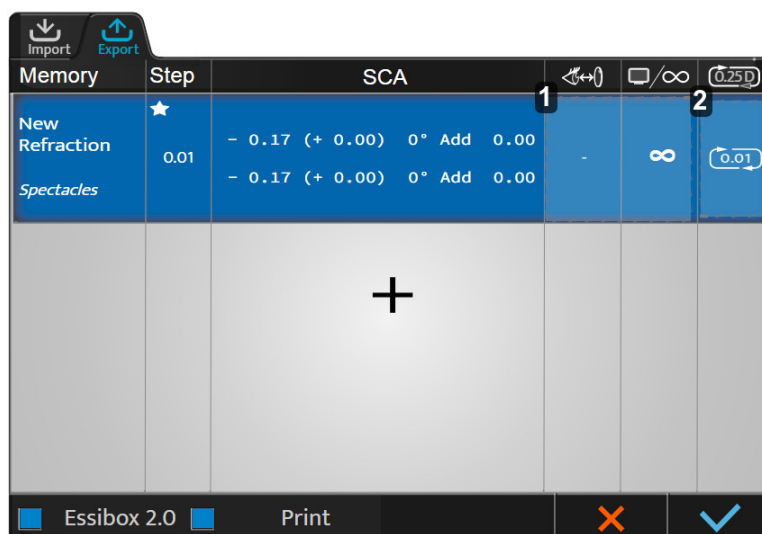 Import Export
Memory Step SCA 0.25D
1 2
New Refraction
0.01
- 0.17 (+ 0.00) 0° Add 0.00
- 0.17 (+ 0.00) 0° Add 0.00
- ∞ 0.01
Spectacles
Essibox 2.0 Print